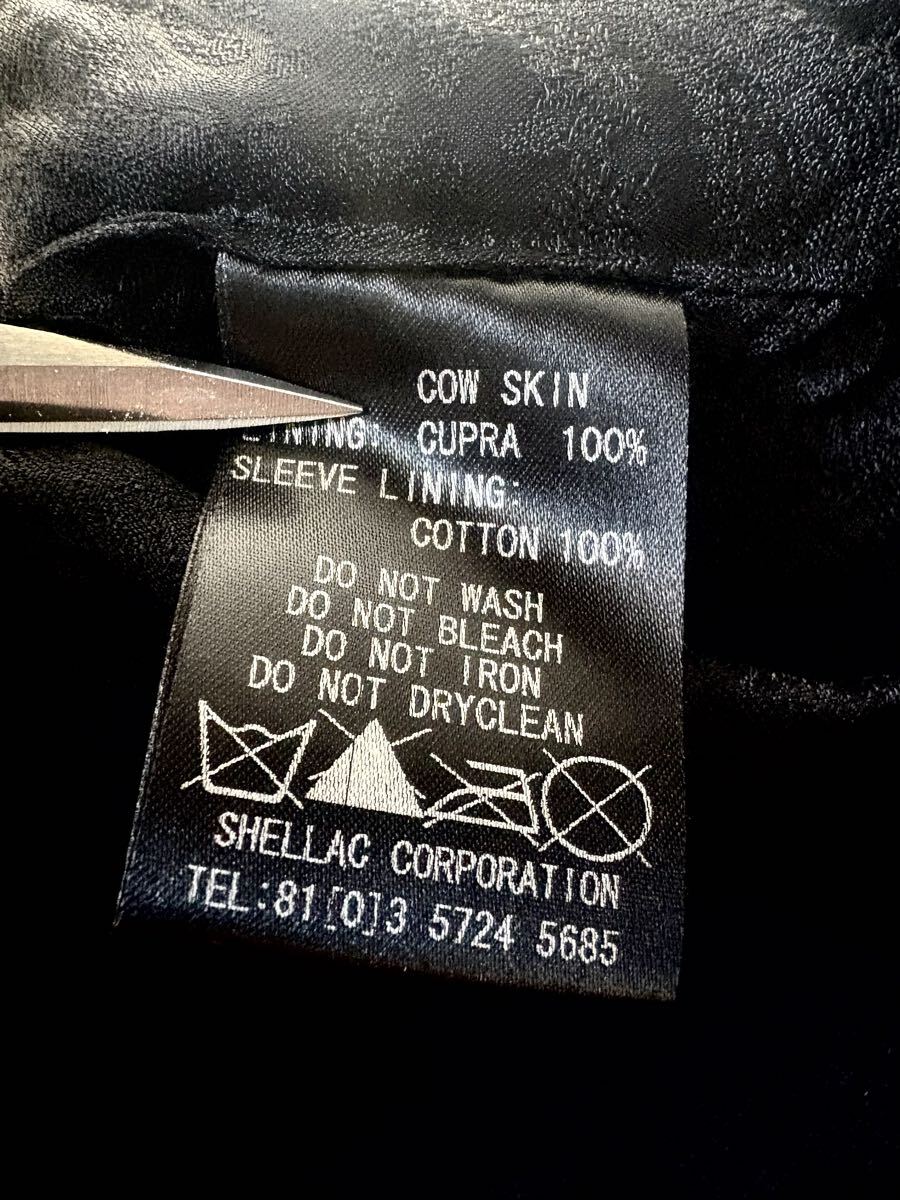 COW SKIN
LINING: CUPRA 100%
SLEEVE LINING:
COTTON 100%
DO NOT WASH
DO NOT BLEACH
DO NOT IRON
DO NOT DRYCLEAN
SHELLAC CORPORATION
TEL:81[0]3 5724 5685